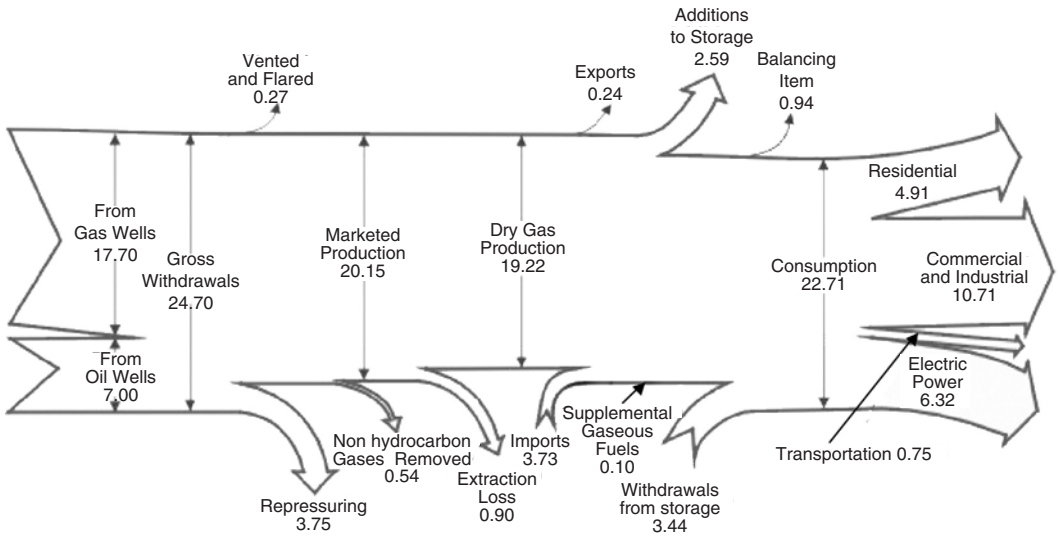 Additions
to Storage
2.59
Vented
and Flared
0.27
Exports
0.24
Balancing
Item
0.94
Residential
4.91
From
Gas Wells
17.70
Gross
Withdrawals
24.70
Marketed
Production
20.15
Dry Gas
Production
19.22
Consumption
22.71
Commercial
and Industrial
10.71
From
Oil Wells
7.00
Electric
Power
6.32
Non hydrocarbon
Gases Removed
0.54
Imports
3.73
Supplemental
Gaseous
Fuels
0.10
Transportation 0.75
Extraction
Loss
0.90
Repressuring
3.75
Withdrawals
from storage
3.44